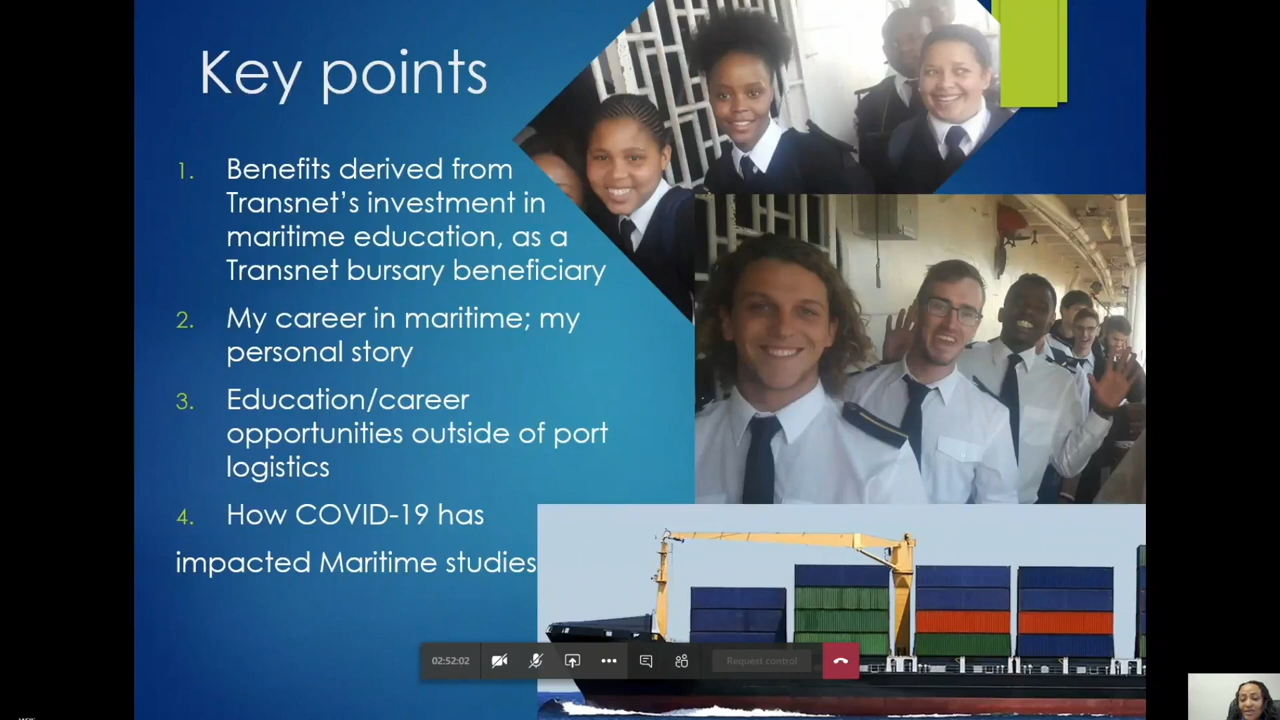 Key points
1. Benefits derived from
Transnet’s investment in
maritime education, as a
Transnet bursary beneficiary
2. My career in maritime; my
personal story
3. Education/career
opportunities outside of port
logistics
4. How COVID-19 has
impacted Maritime studies
02:52:02
Request control